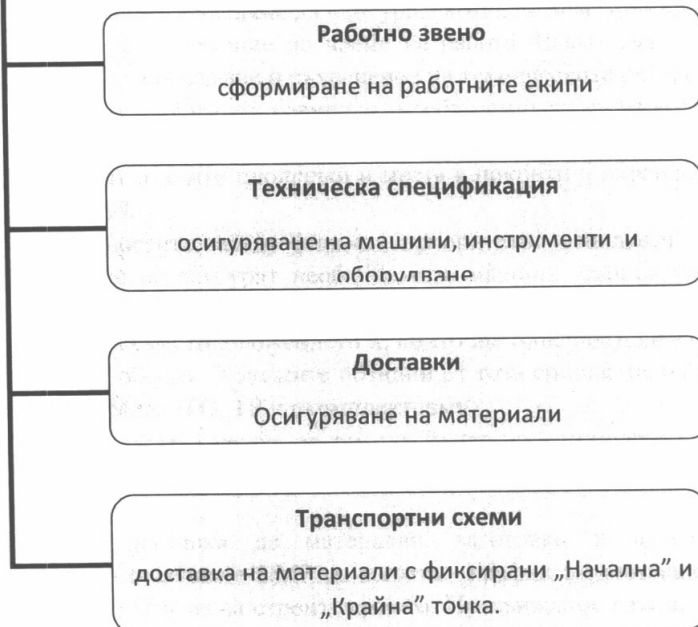 Работно звено
сформиране на работните екипи
Техническа спецификация
осигуряване на машини, инструменти и
оборудване
Доставки
Осигуряване на материали
Транспортни схеми
доставка на материали с фиксирани „Начална” и
„Крайна” точка.